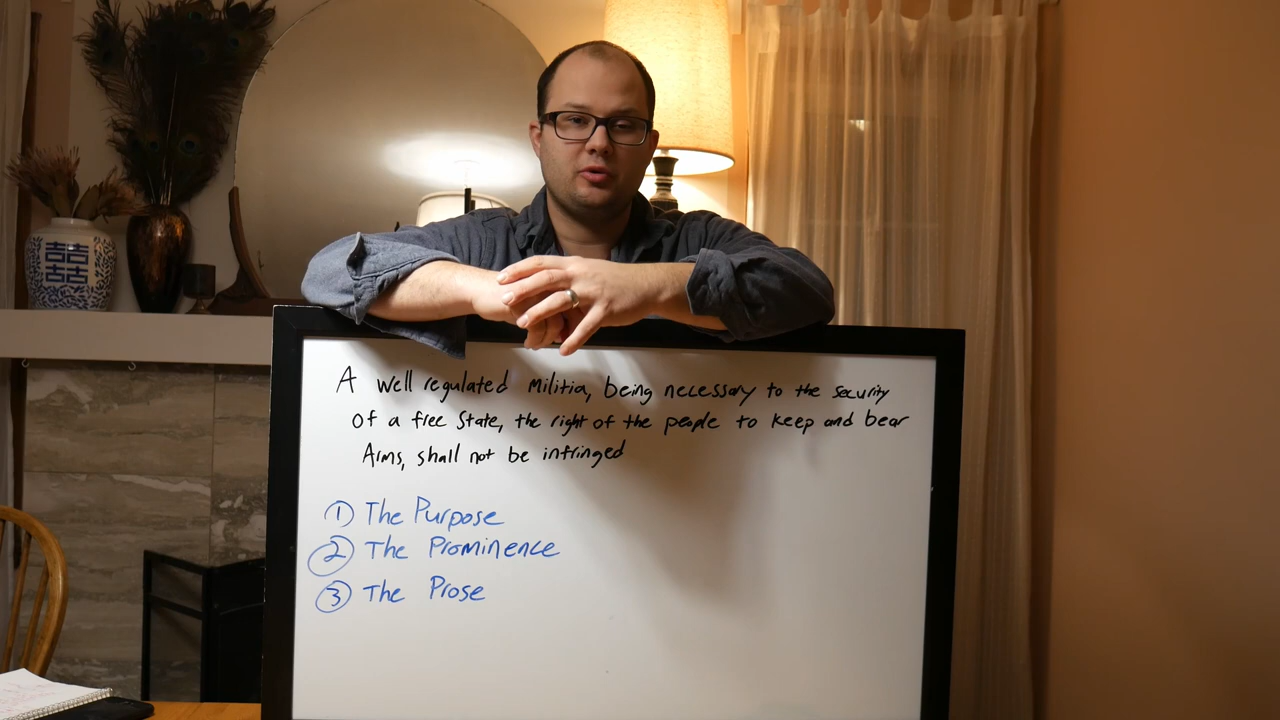 A well regulated Militia, being necessary to the security
of a free State, the right of the people to keep and bear
Arms, shall not be infringed
① The Purpose
② The Prominence
③ The Prose
囍